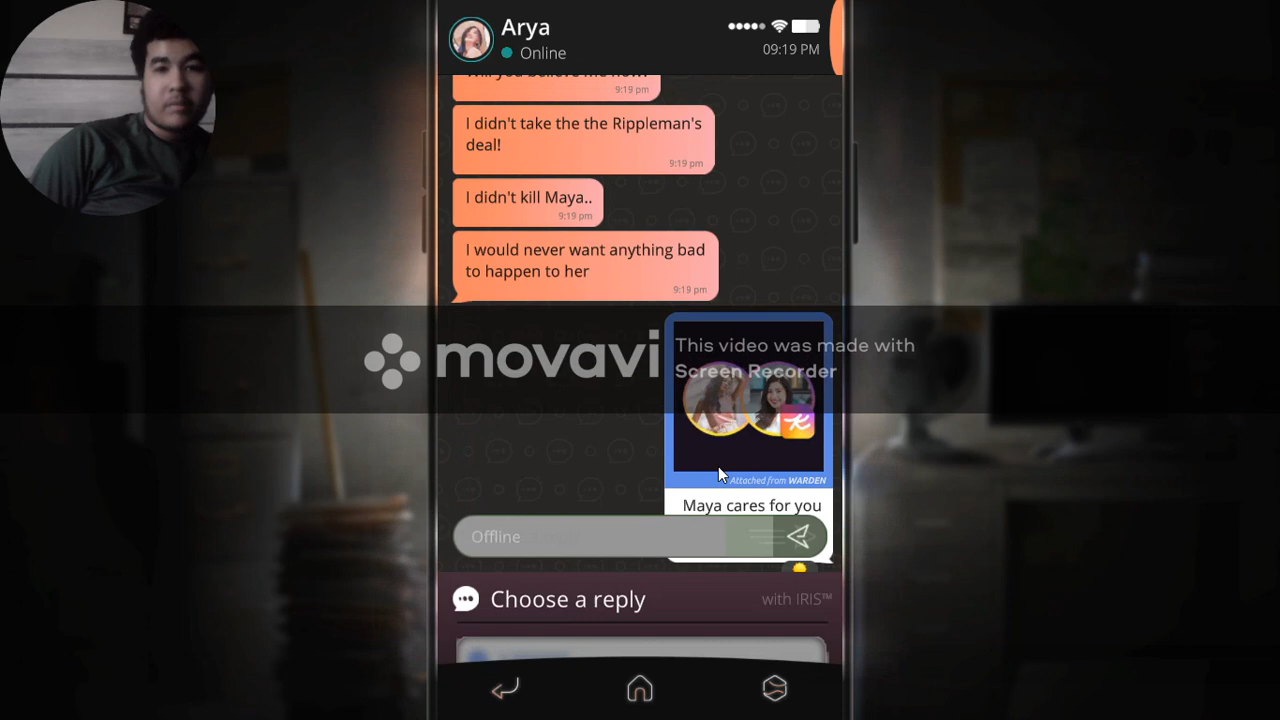 Arya
Online
09:19 PM
9:19 pm
I didn't take the the Rippleman's
deal!
9:19 pm
I didn't kill Maya..
9:19 pm
I would never want anything bad
to happen to her
9:19 pm
movavi
This video was made with
Screen Recorder
Attached from WARDEN
Maya cares for you
Offline
Choose a reply
with IRIS™